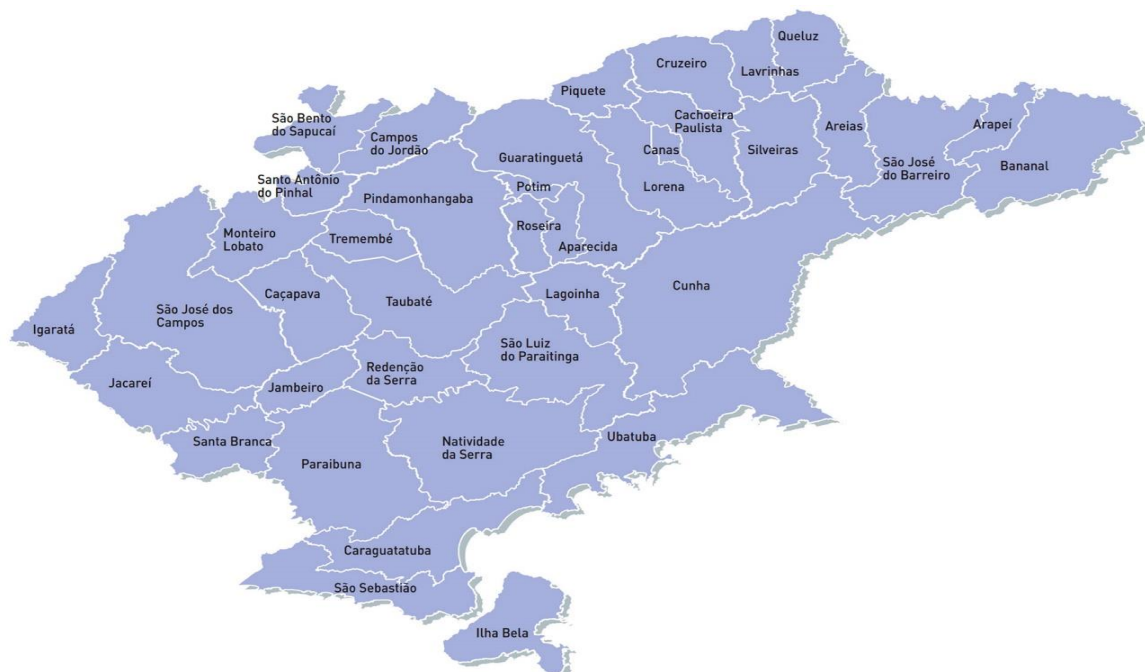 Queluz
Cruzeiro
Lavrinhas
Piquete
São Bento
do Sapucaí
Cachoeira
Paulista
Areias
Arapeí
Campos
do Jordão
Canas
Silveiras
Guaratinguetá
São José
do Barreiro
Bananal
Santo Antônio
do Pinhal
Potim
Lorena
Pindamonhangaba
Monteiro
Lobato
Tremembé
Roseira
Aparecida
Caçapava
Taubaté
Lagoinha
Cunha
São José dos
Campos
Igaratá
São Luiz
do Paraitinga
Redenção
da Serra
Jacareí
Jambeiro
Santa Branca
Natividade
da Serra
Ubatuba
Paraibuna
Caraguatatuba
São Sebastião
Ilha Bela